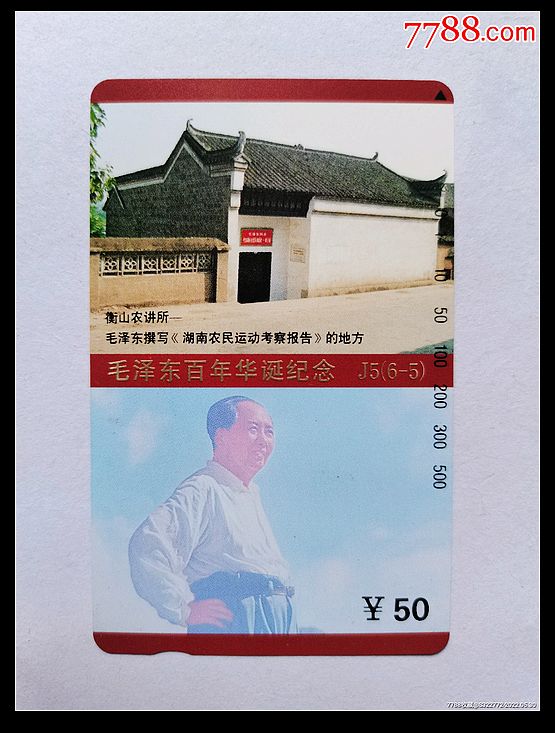 7788.com
衡山农讲所——
毛泽东撰写《 湖南农民运动考察报告》的地方
毛泽东百年华诞纪念 J5(6-5)
10 50 100 200 300 500
¥ 50